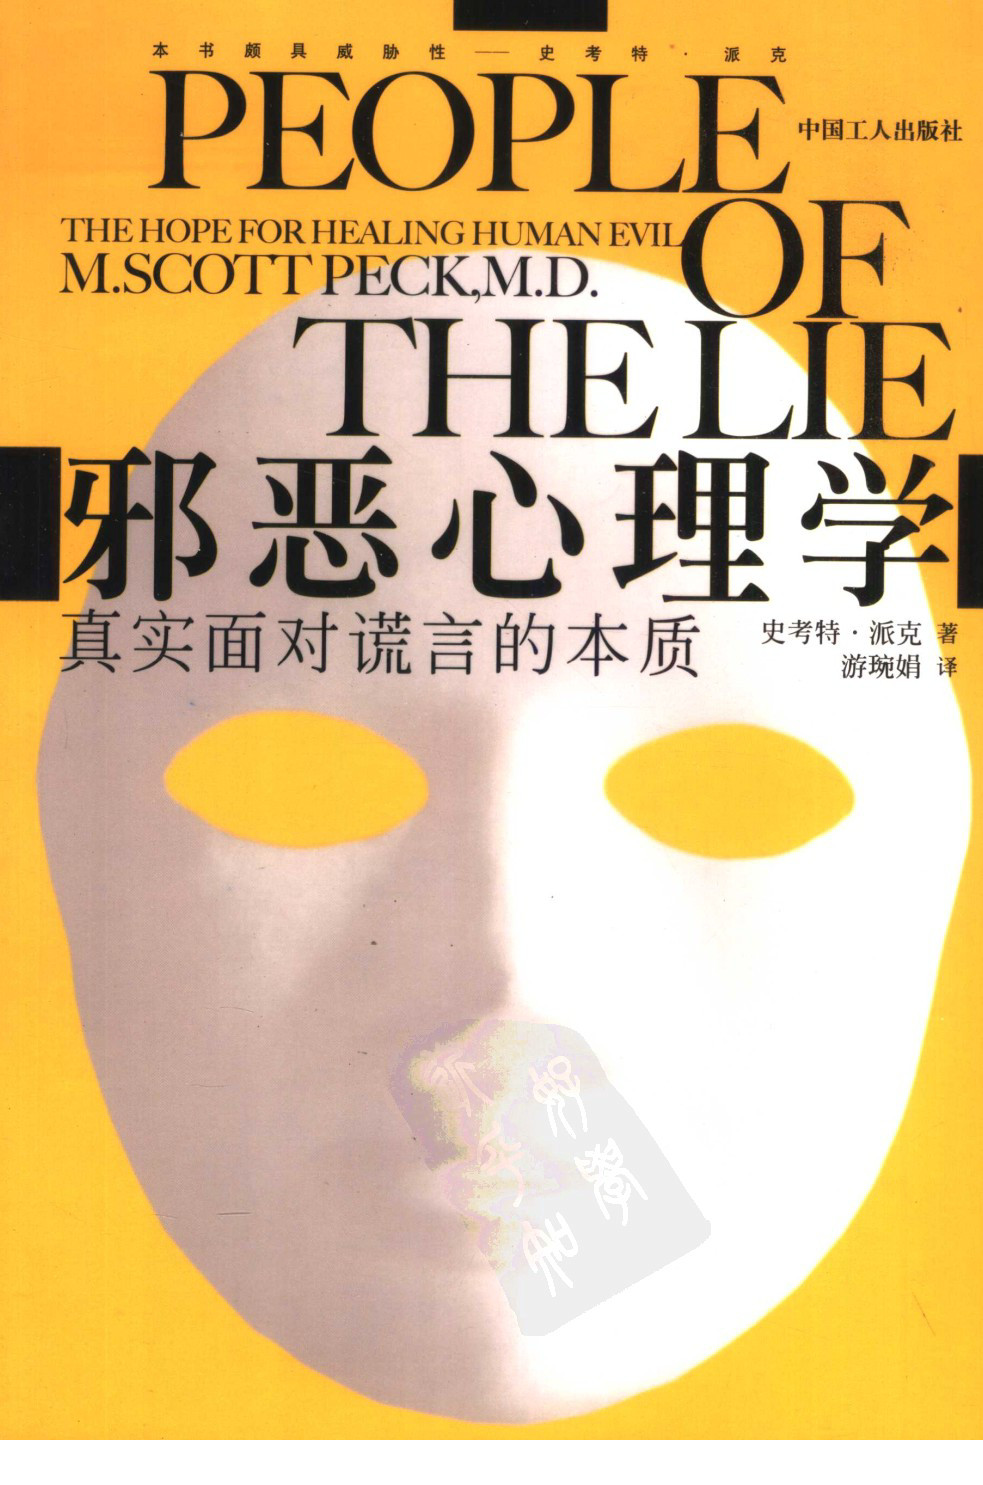 本书颇具威胁性——史考特·派克
PEOPLE
中国工人出版社
OF
THE HOPE FOR HEALING HUMAN EVIL
M.SCOTT PECK,M.D.
THE LIE
邪恶心理学
真实面对谎言的本质
史考特·派克 著
游琬娟 译